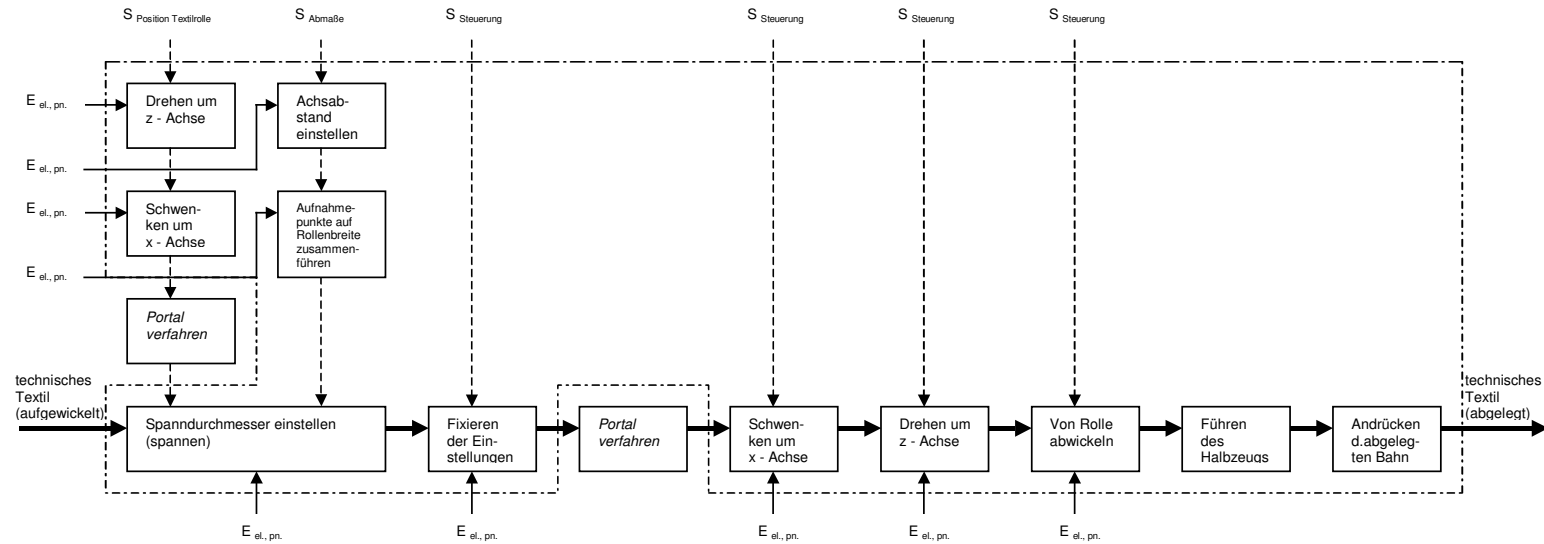 S Position Textilrolle
S Abmaße
S Steuerung
S Steuerung
S Steuerung
S Steuerung
E el., pn.
Drehen um
z - Achse
Achsab-
stand
einstellen
E el., pn.
E el., pn.
Schwen-
ken um
x - Achse
Aufnahme-
punkte auf
Rollenbreite
zusammen-
führen
E el., pn.
Portal
verfahren
technisches
Textil
(aufgewickelt)
Spanndurchmesser einstellen
(spannen)
Fixieren
der Ein-
stellungen
Portal
verfahren
Schwen-
ken um
x - Achse
Drehen um
z - Achse
Von Rolle
abwickeln
Führen
des
Halbzeugs
Andrücken
d.abgeleg-
ten Bahn
technisches
Textil
(abgelegt)
E el., pn.
E el., pn.
E el., pn.
E el., pn.
E el., pn.